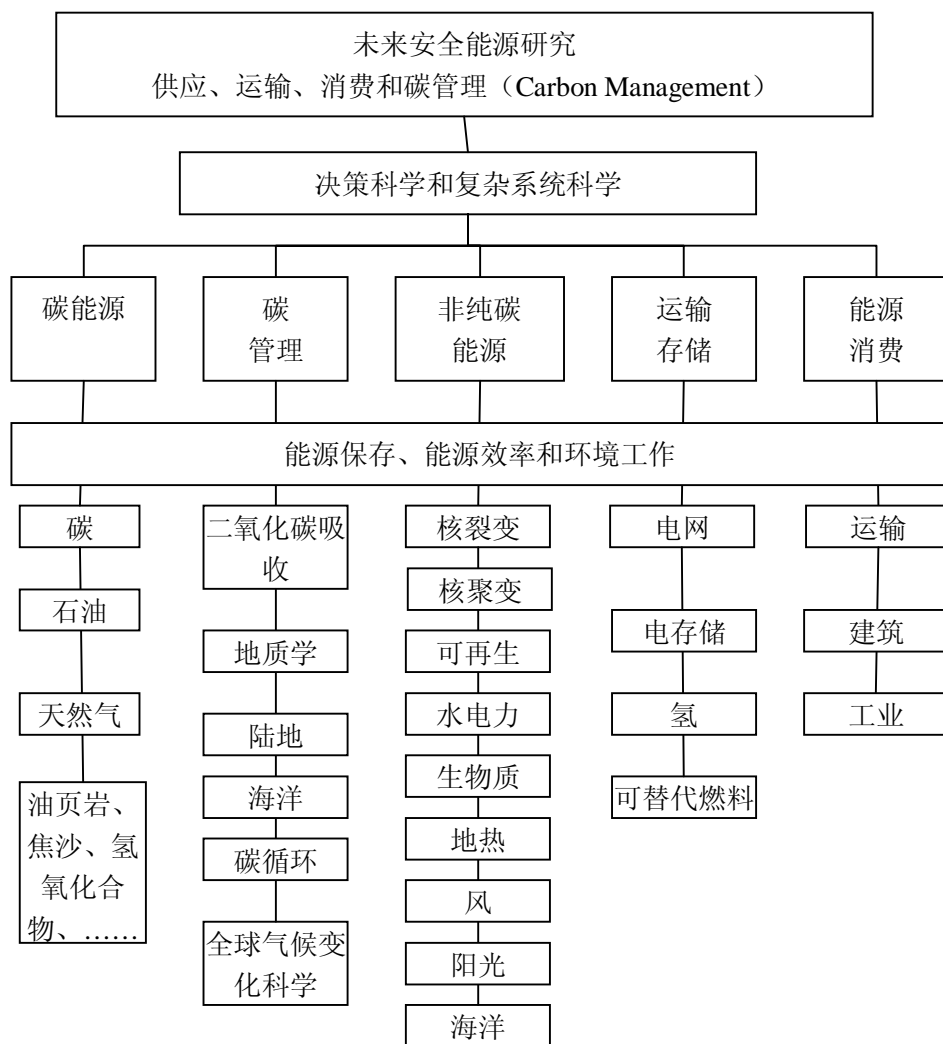 未来安全能源研究
供应、运输、消费和碳管理（Carbon Management）
决策科学和复杂系统科学
碳能源
碳
管理
非纯碳
能源
运输
存储
能源
消费
能源保存、能源效率和环境工作
碳
石油
天然气
油页岩、
焦沙、氢
氧化合
物、……
二氧化碳吸
收
地质学
陆地
海洋
碳循环
全球气候变
化科学
核裂变
核聚变
可再生
水电力
生物质
地热
风
阳光
海洋
电网
电存储
氢
可替代燃料
运输
建筑
工业